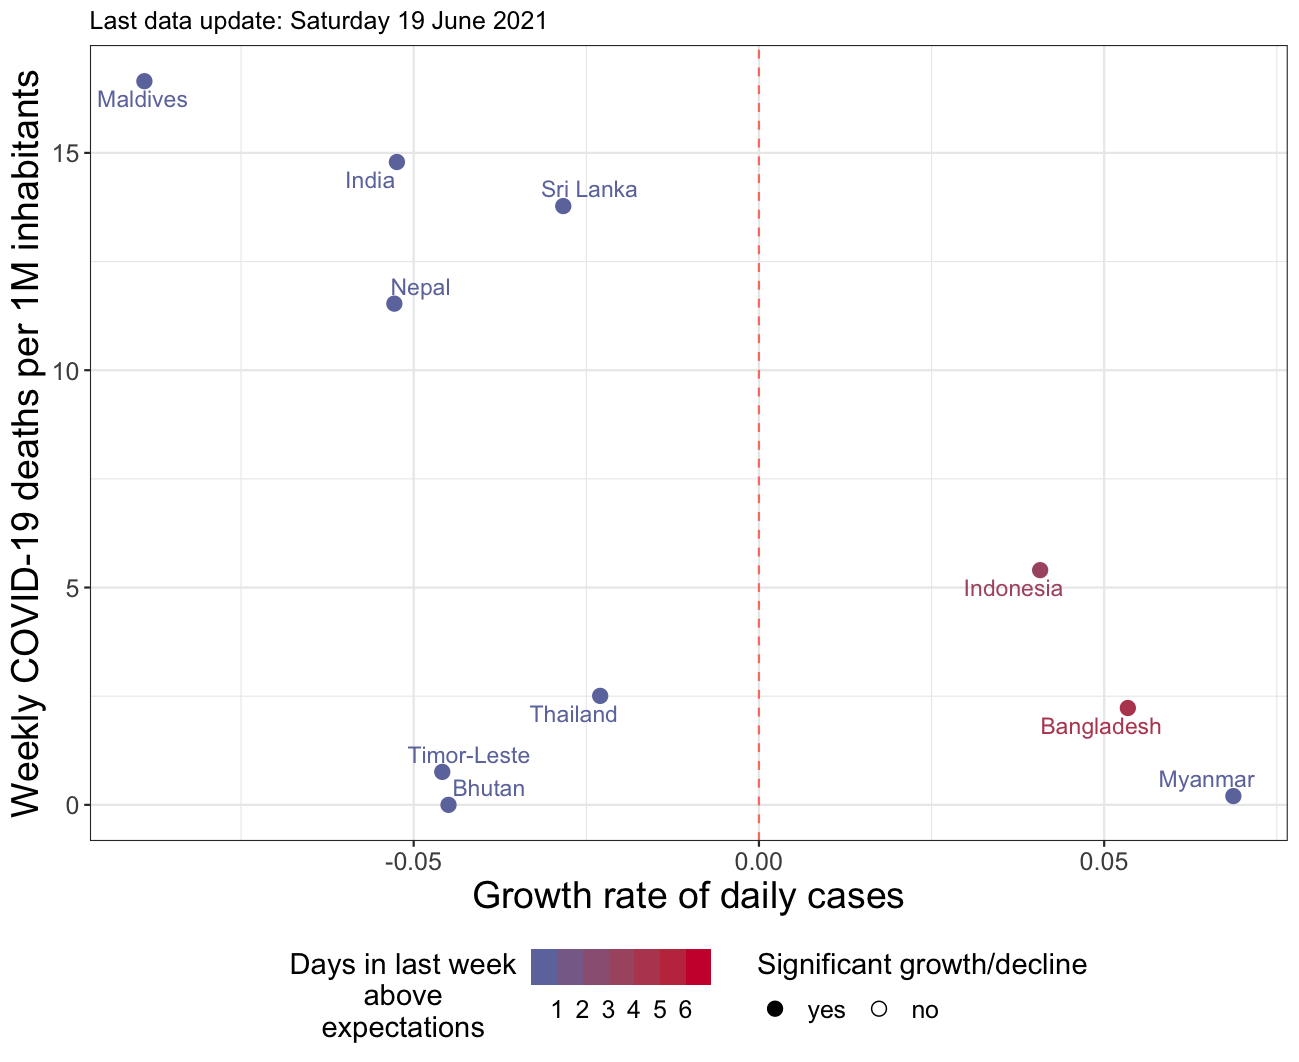 Last data update: Saturday 19 June 2021
Weekly COVID-19 deaths per 1M inhabitants
15
10
5
0
Maldives
India
Sri Lanka
Nepal
Indonesia
Thailand
Bangladesh
Timor-Leste
Myanmar
Bhutan
-0.05
0.00
0.05
Growth rate of daily cases
Days in last week
above
expectations
1 2 3 4 5 6
Significant growth/decline
yes no